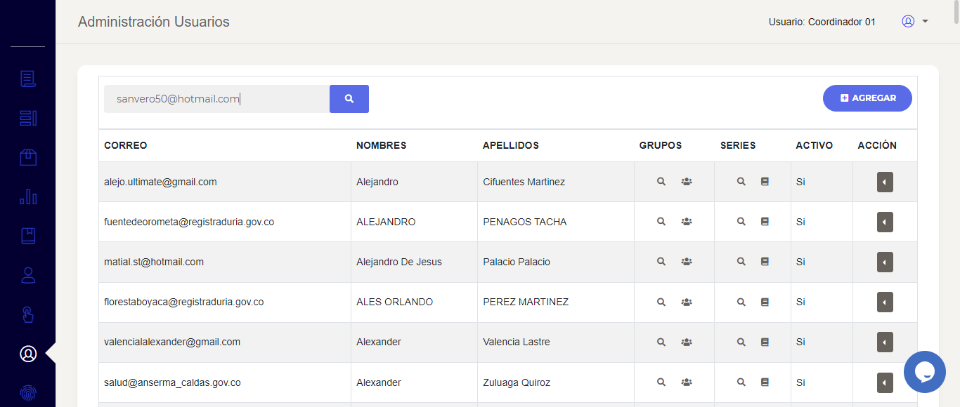 Administración Usuarios
Usuario: Coordinador 01
sanvero50@hotmail.com
AGREGAR
CORREO NOMBRES APELLIDOS GRUPOS SERIES ACTIVO ACCIÓN
alejo.ultimate@gmail.com Alejandro Cifuentes Martinez Si
fuentedeorometa@registraduria.gov.co ALEJANDRO PENAGOS TACHA Si
matial.st@hotmail.com Alejandro De Jesus Palacio Palacio Si
florestaboyaca@registraduria.gov.co ALES ORLANDO PEREZ MARTINEZ Si
valencialalexander@gmail.com Alexander Valencia Lastre Si
salud@anserma_caldas.gov.co Alexander Zuluaga Quiroz Si